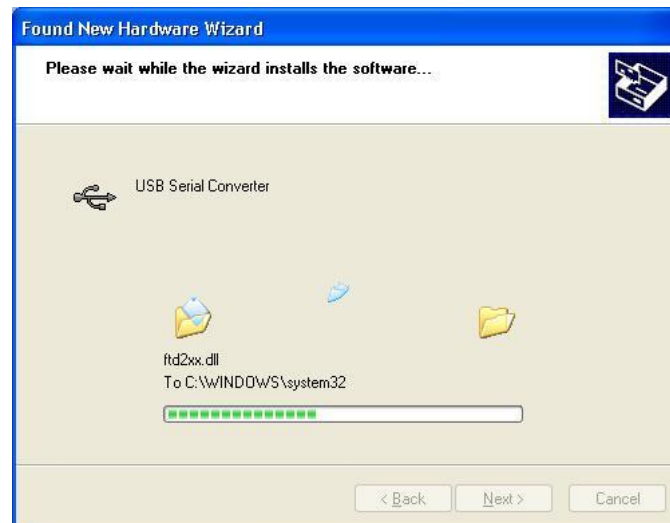 Found New Hardware Wizard
Please wait while the wizard installs the software...
USB Serial Converter
ftd2xx.dll
To C:\WINDOWS\system32
< Back
Next >
Cancel